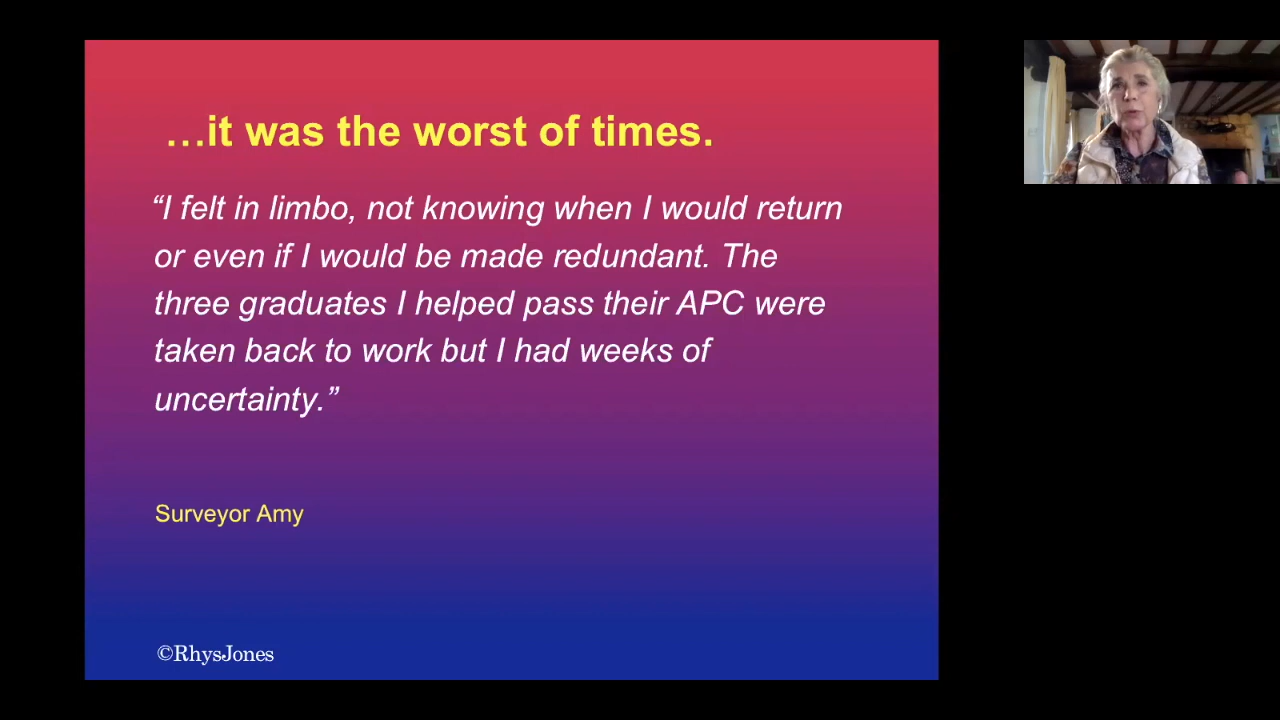 …it was the worst of times.
“I felt in limbo, not knowing when I would return
or even if I would be made redundant. The
three graduates I helped pass their APC were
taken back to work but I had weeks of
uncertainty.”
Surveyor Amy
©RhysJones